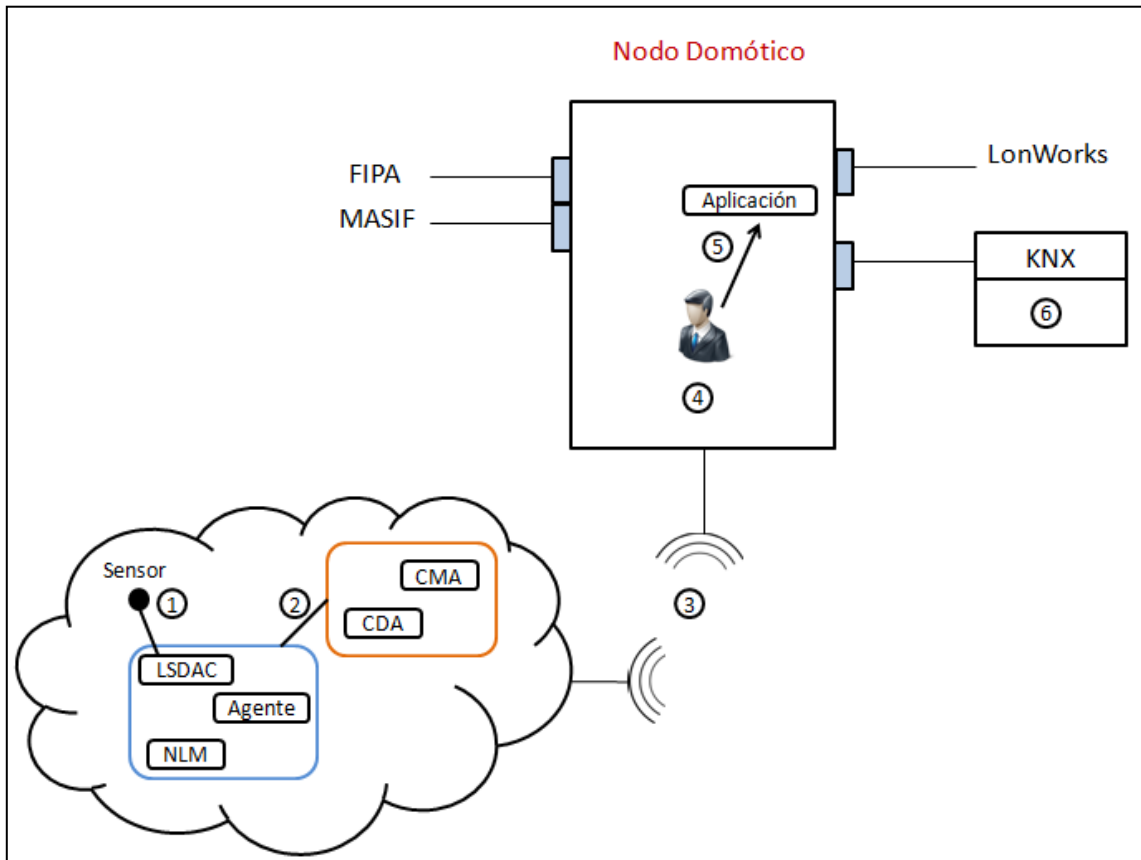 Nodo Domótico
FIPA
MASIF
LonWorks
Aplicación
5
KNX
6
4
Sensor
1
2
3
CMA
CDA
LSDAC
Agente
NLM